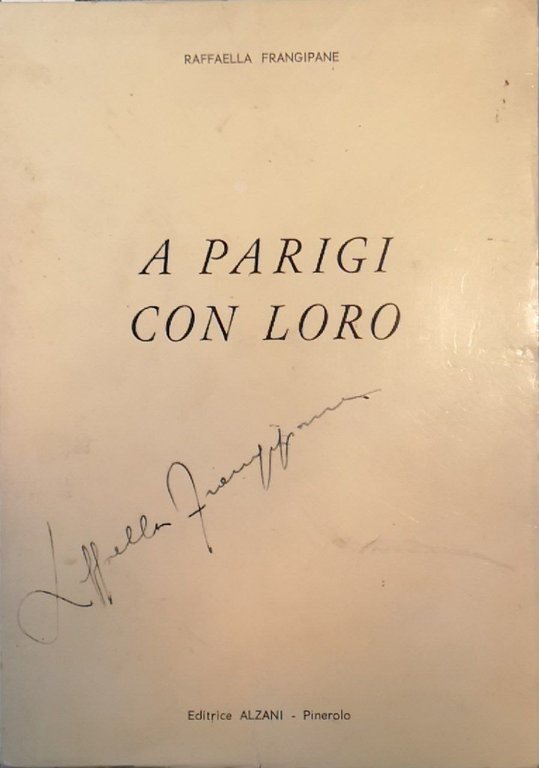 RAFFAELLA FRANGIPANE
A PARIGI
CON LORO
Raffaella Frangipane
Editrice ALZANI - Pinerolo